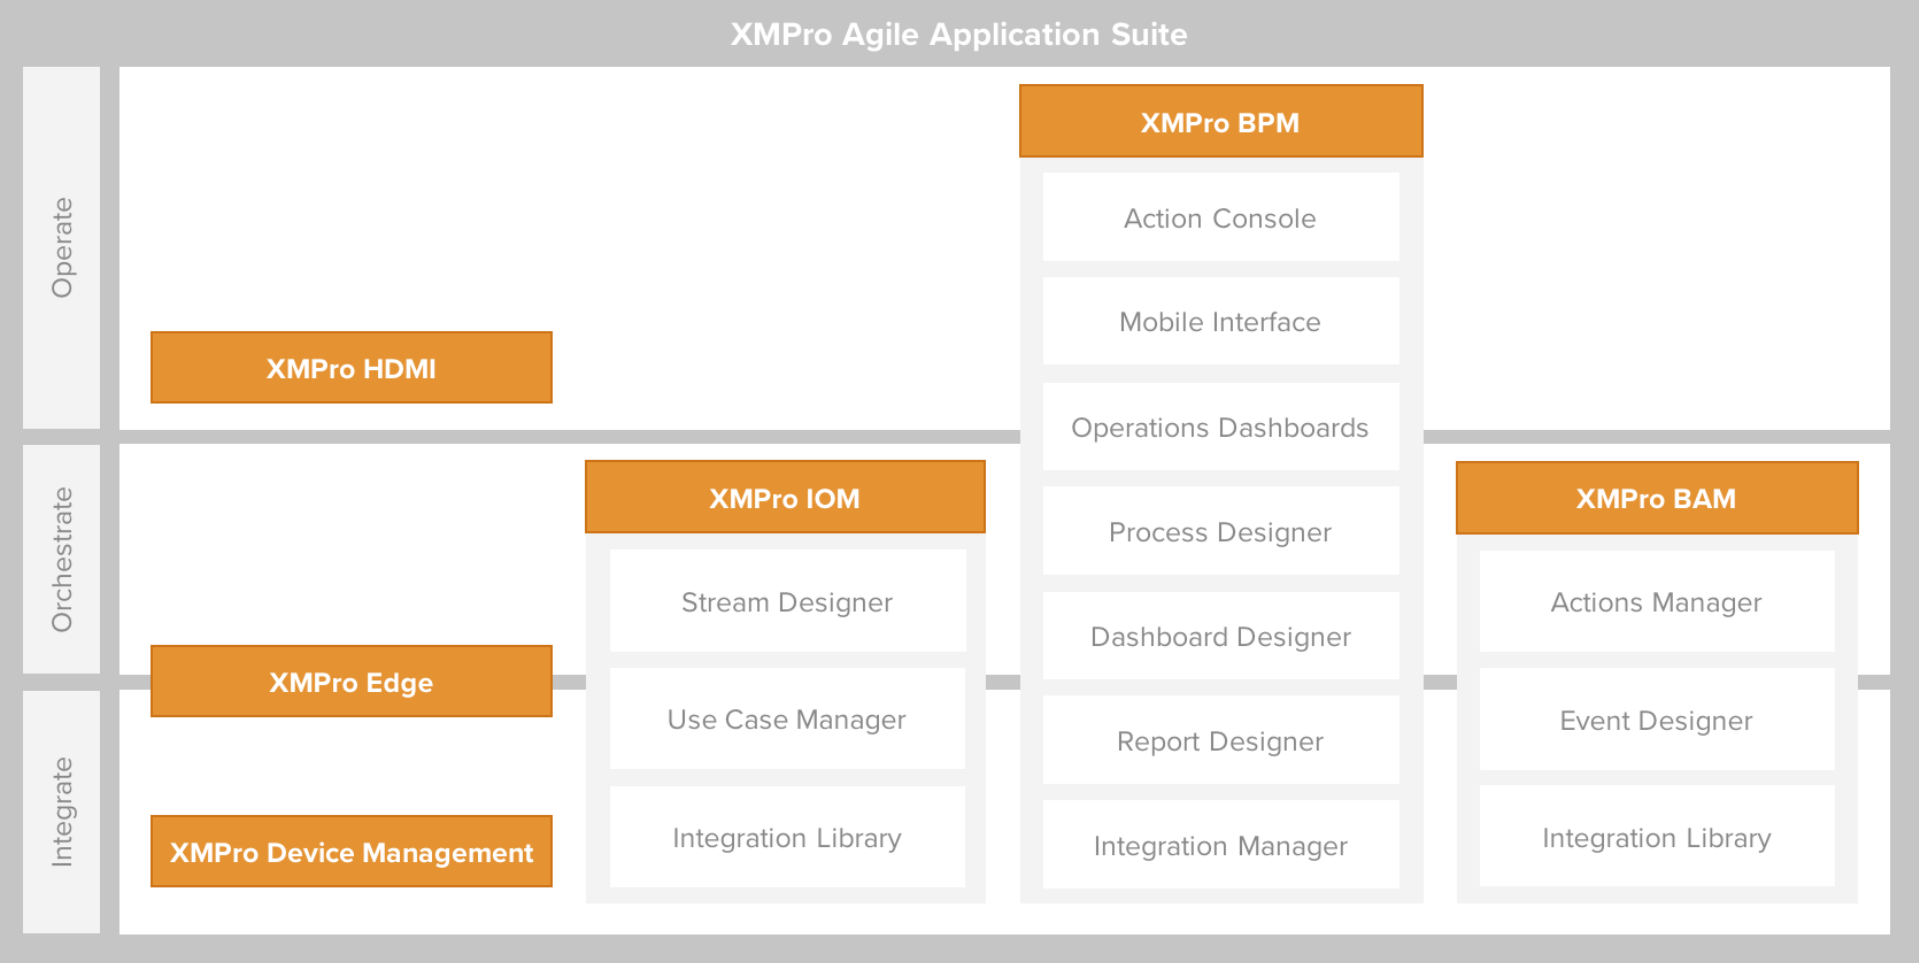 XMPro Agile Application Suite
Operate
XMPro HDMI
XMPro BPM
Action Console
Mobile Interface
Operations Dashboards
Process Designer
Dashboard Designer
Report Designer
Integration Manager
Orchestrate
XMPro Edge
XMPro IOM
Stream Designer
Use Case Manager
Integration Library
XMPro BAM
Actions Manager
Event Designer
Integration Library
Integrate
XMPro Device Management